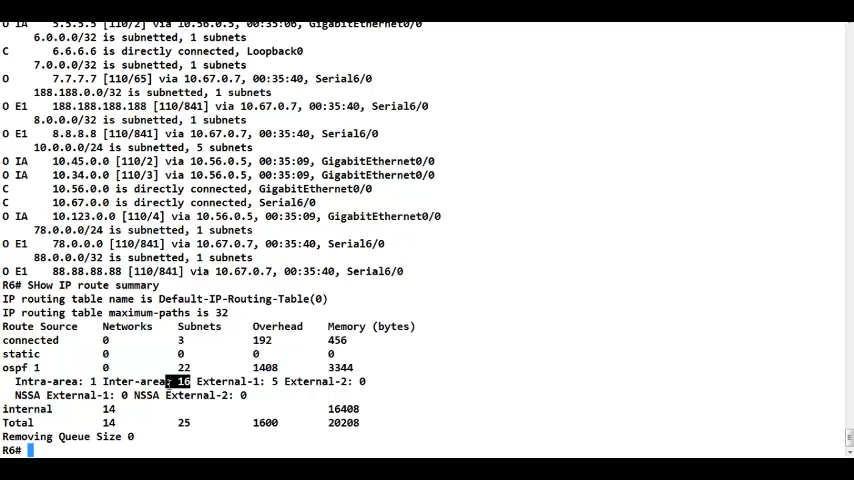 O IA     5.5.5.5 [110/2] via 10.56.0.5, 00:35:06, GigabitEthernet0/0
6.0.0.0/32 is subnetted, 1 subnets
C        6.6.6.6 is directly connected, Loopback0
7.0.0.0/32 is subnetted, 1 subnets
O        7.7.7.7 [110/65] via 10.67.0.7, 00:35:40, Serial6/0
188.188.0.0/32 is subnetted, 1 subnets
O E1     188.188.188.188 [110/841] via 10.67.0.7, 00:35:40, Serial6/0
8.0.0.0/32 is subnetted, 1 subnets
O E1     8.8.8.8 [110/841] via 10.67.0.7, 00:35:40, Serial6/0
10.0.0.0/24 is subnetted, 5 subnets
O IA     10.45.0.0 [110/2] via 10.56.0.5, 00:35:09, GigabitEthernet0/0
O IA     10.34.0.0 [110/3] via 10.56.0.5, 00:35:09, GigabitEthernet0/0
C        10.56.0.0 is directly connected, GigabitEthernet0/0
C        10.67.0.0 is directly connected, Serial6/0
O IA     10.123.0.0 [110/4] via 10.56.0.5, 00:35:09, GigabitEthernet0/0
78.0.0.0/24 is subnetted, 1 subnets
O E1     78.0.0.0 [110/841] via 10.67.0.7, 00:35:40, Serial6/0
88.0.0.0/32 is subnetted, 1 subnets
O E1     88.88.88.88 [110/841] via 10.67.0.7, 00:35:40, Serial6/0
R6# SHow IP route summary
IP routing table name is Default-IP-Routing-Table(0)
IP routing table maximum-paths is 32
Route Source    Networks    Subnets     Overhead    Memory (bytes)
connected       0           3           192         456
static          0           0           0           0
ospf 1          0           22          1408        3344
Intra-area: 1 Inter-area: 16 External-1: 5 External-2: 0
NSSA External-1: 0 NSSA External-2: 0
internal        14                                  16408
Total           14          25          1600        20208
Removing Queue Size 0
R6#